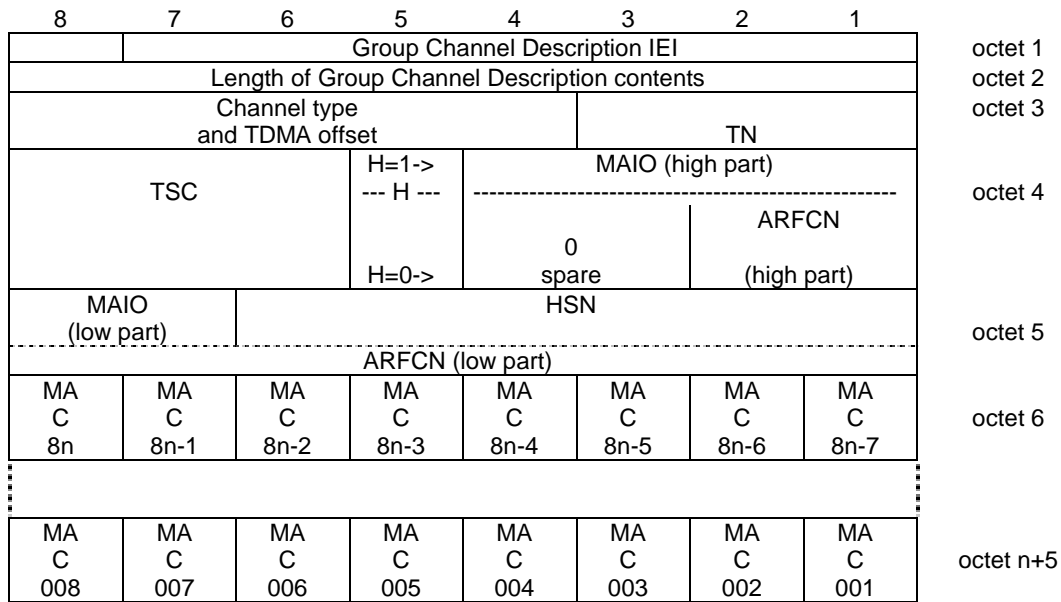 8 7 6 5 4 3 2 1
Group Channel Description IEI octet 1
Length of Group Channel Description contents octet 2
Channel type octet 3
and TDMA offset TN
H=1-> MAIO (high part)
TSC --- H --- ------------------------------------------------------- octet 4
ARFCN
0
H=0-> spare (high part)
MAIO HSN
(low part) octet 5
ARFCN (low part)
MA MA MA MA MA MA MA MA
C C C C C C C C octet 6
8n 8n-1 8n-2 8n-3 8n-4 8n-5 8n-6 8n-7
MA MA MA MA MA MA MA MA
C C C C C C C C octet n+5
008 007 006 005 004 003 002 001